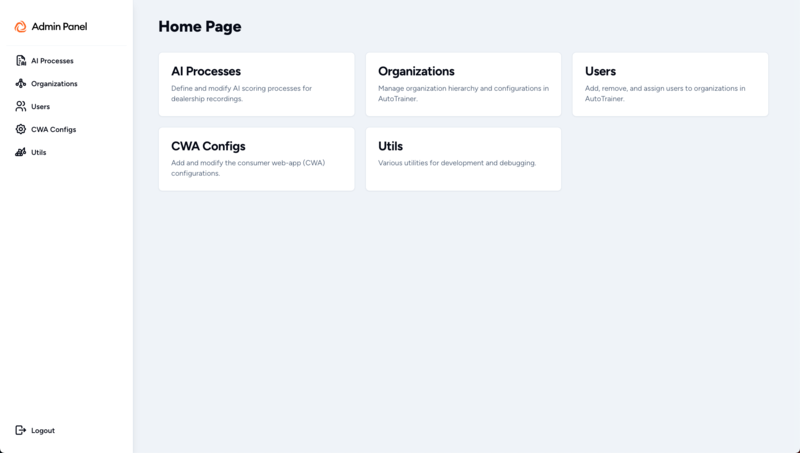 Admin Panel
AI Processes
Organizations
Users
CWA Configs
Utils
Logout
Home Page
AI Processes
Define and modify AI scoring processes for
dealership recordings.
Organizations
Manage organization hierarchy and configurations in
AutoTrainer.
Users
Add, remove, and assign users to organizations in
AutoTrainer.
CWA Configs
Add and modify the consumer web-app (CWA)
configurations.
Utils
Various utilities for development and debugging.